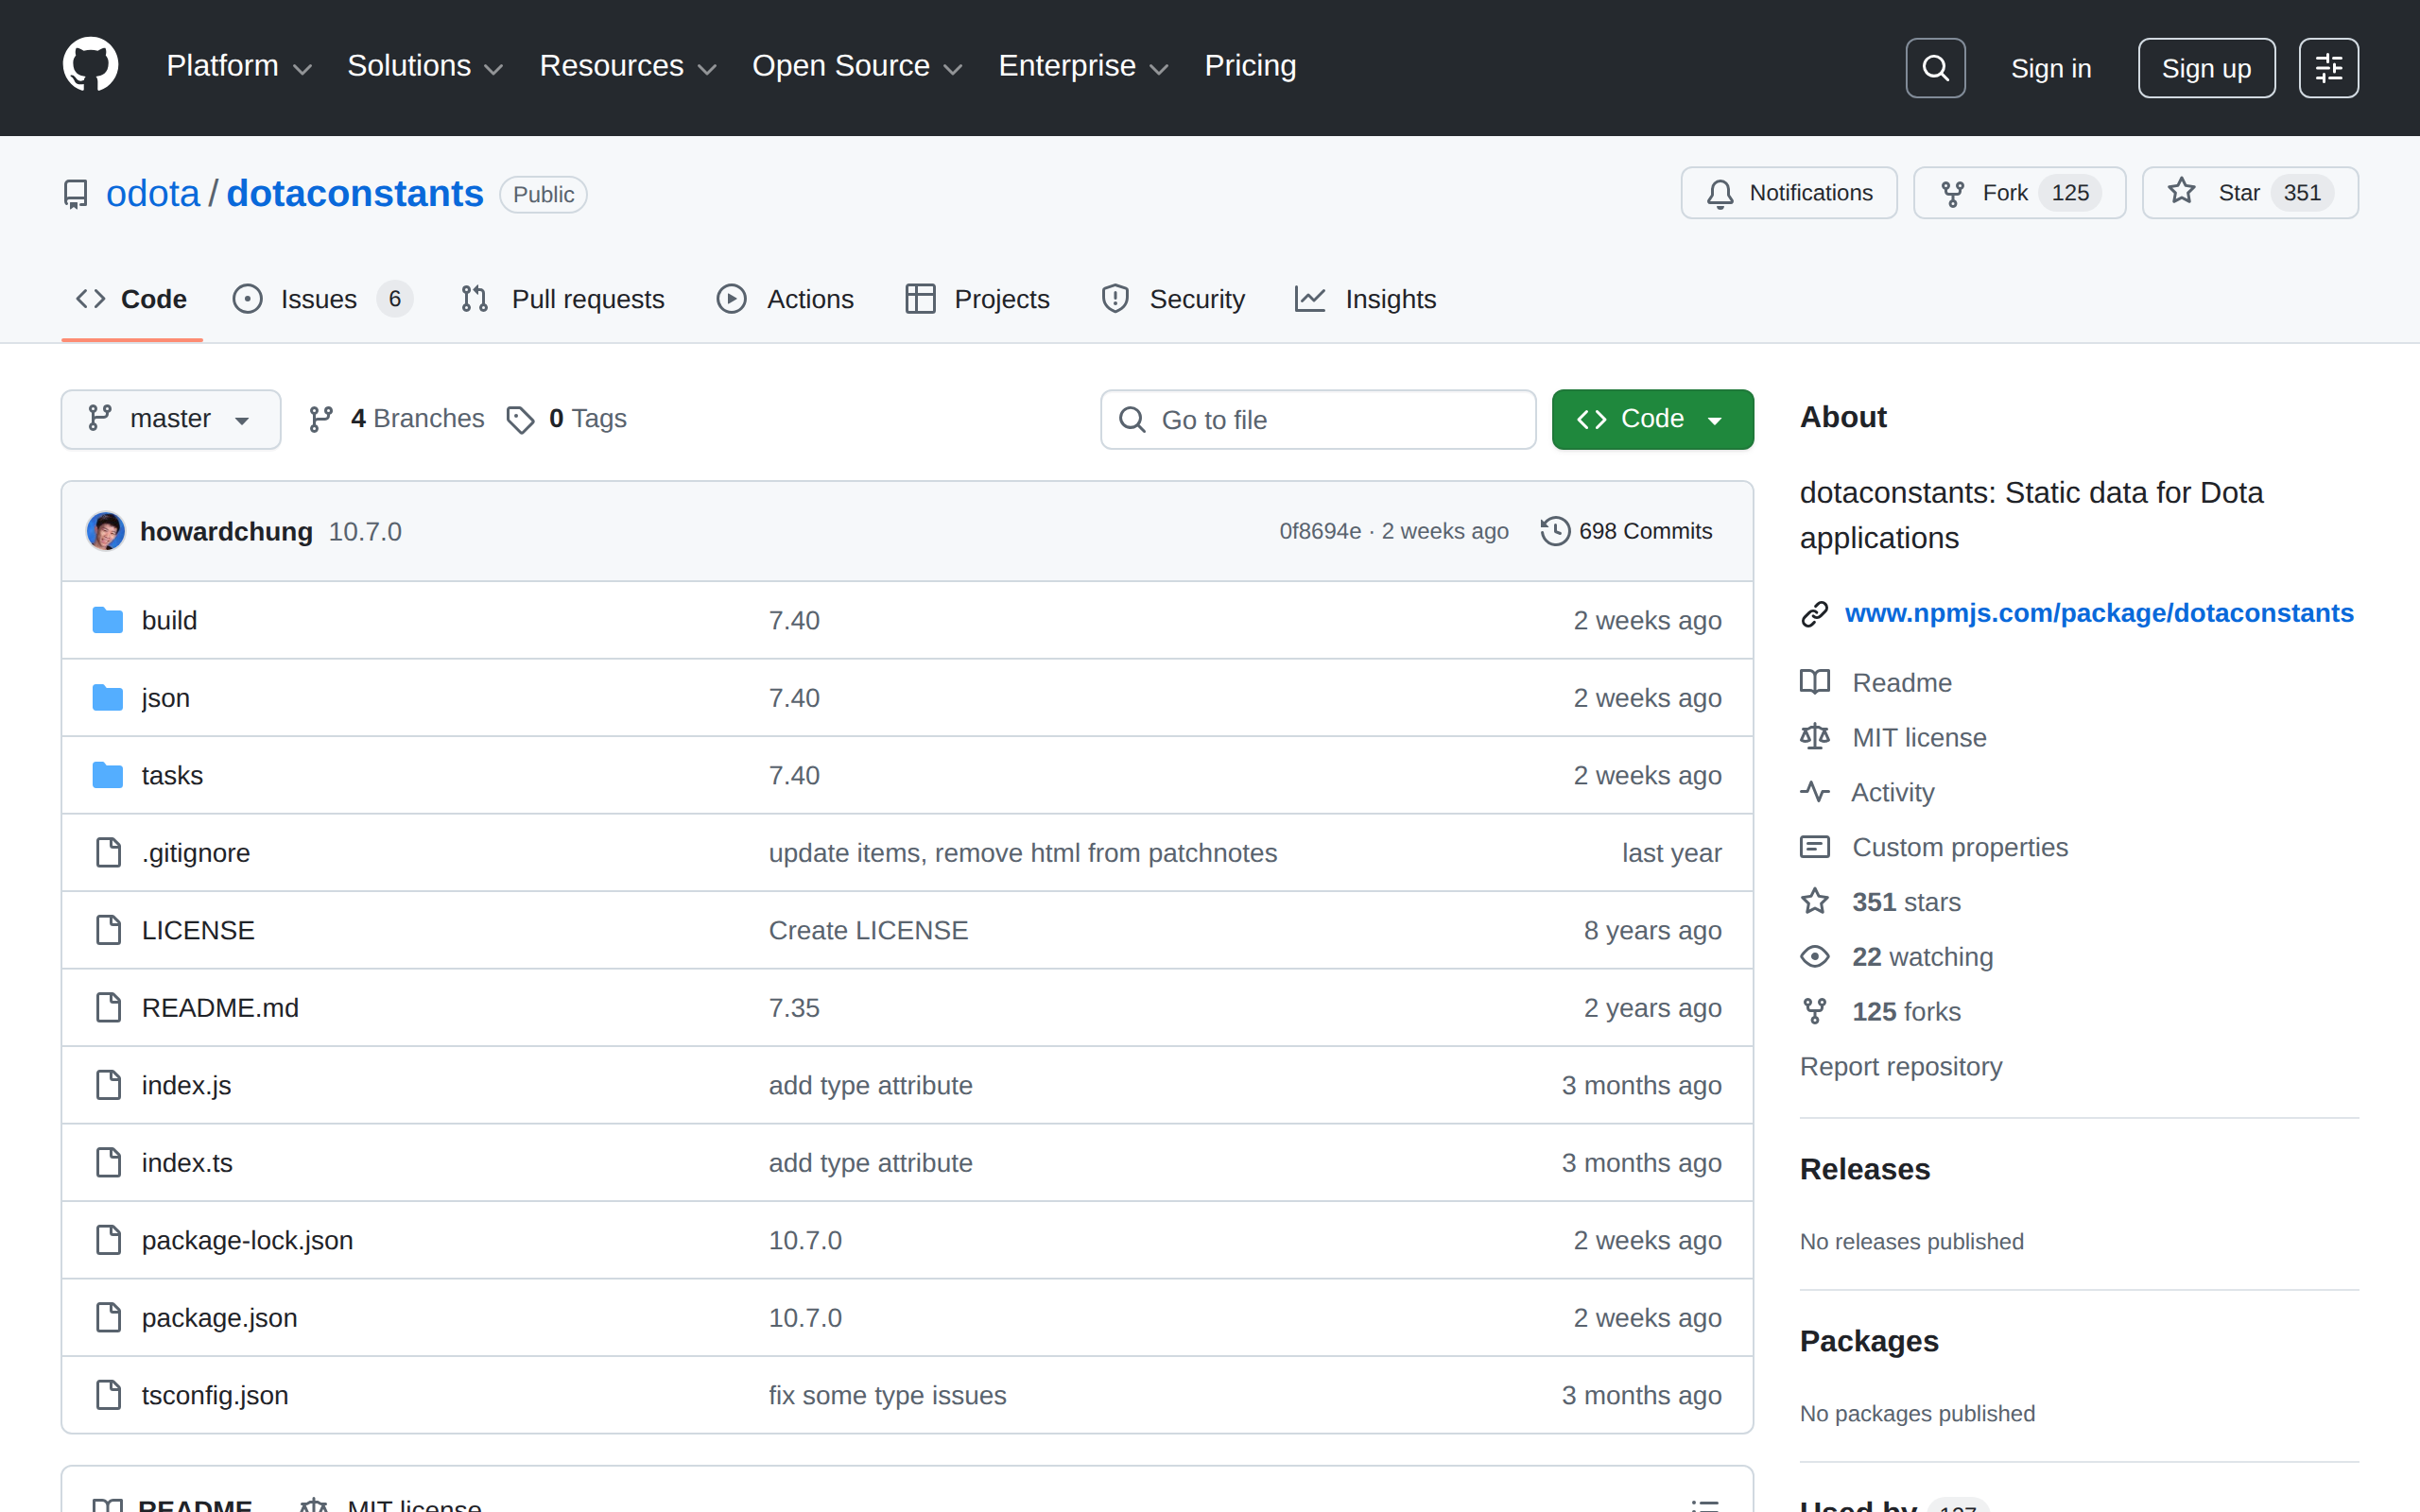 Platform Solutions Resources Open Source Enterprise Pricing Sign in Sign up
odota / dotaconstants Public Notifications Fork 125 Star 351
Code Issues 6 Pull requests Actions Projects Security Insights
master 4 Branches 0 Tags Go to file Code
howardchung 10.7.0 0f8694e · 2 weeks ago 698 Commits
build 7.40 2 weeks ago
json 7.40 2 weeks ago
tasks 7.40 2 weeks ago
.gitignore update items, remove html from patchnotes last year
LICENSE Create LICENSE 8 years ago
README.md 7.35 2 years ago
index.js add type attribute 3 months ago
index.ts add type attribute 3 months ago
package-lock.json 10.7.0 2 weeks ago
package.json 10.7.0 2 weeks ago
tsconfig.json fix some type issues 3 months ago
README MIT license
About
dotaconstants: Static data for Dota
applications
www.npmjs.com/package/dotaconstants
Readme
MIT license
Activity
Custom properties
351 stars
22 watching
125 forks
Report repository
Releases
No releases published
Packages
No packages published
Used by